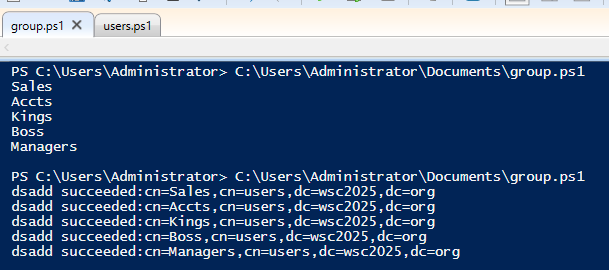 group.ps1 X users.ps1
PS C:\Users\Administrator> C:\Users\Administrator\Documents\group.ps1
Sales
Accts
Kings
Boss
Managers
PS C:\Users\Administrator> C:\Users\Administrator\Documents\group.ps1
dsadd succeeded:cn=Sales,cn=users,dc=wsc2025,dc=org
dsadd succeeded:cn=Accts,cn=users,dc=wsc2025,dc=org
dsadd succeeded:cn=Kings,cn=users,dc=wsc2025,dc=org
dsadd succeeded:cn=Boss,cn=users,dc=wsc2025,dc=org
dsadd succeeded:cn=Managers,cn=users,dc=wsc2025,dc=org